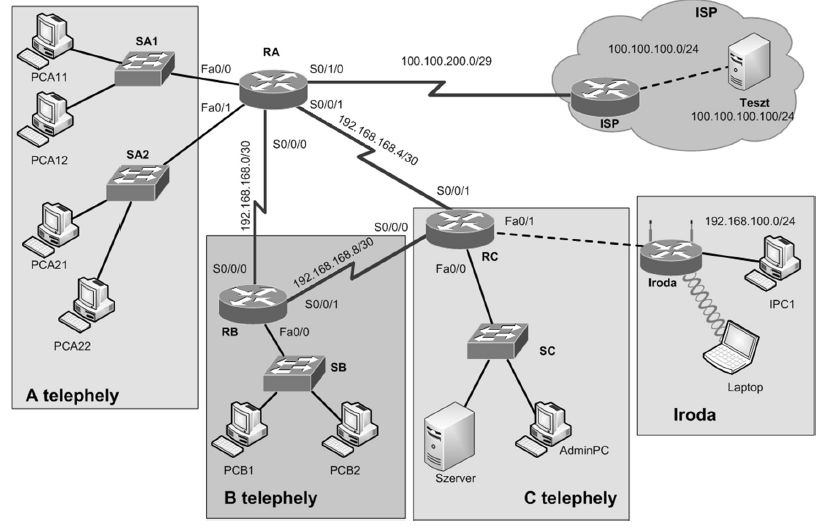 ISP
SA1
RA
PCA11
Fa0/0
S0/1/0
100.100.200.0/29
100.100.100.0/24
Teszt
100.100.100.100/24
ISP
Fa0/1
S0/0/1
192.168.168.4/30
PCA12
SA2
S0/0/0
192.168.168.0/30
S0/0/1
PCA21
S0/0/0
Fa0/1
192.168.100.0/24
RC
192.168.168.8/30
Fa0/0
Iroda
IPC1
S0/0/0
S0/0/1
RB
Fa0/0
PCA22
SC
SB
Laptop
A telephely
Iroda
PCB1
PCB2
AdminPC
Szerver
B telephely
C telephely